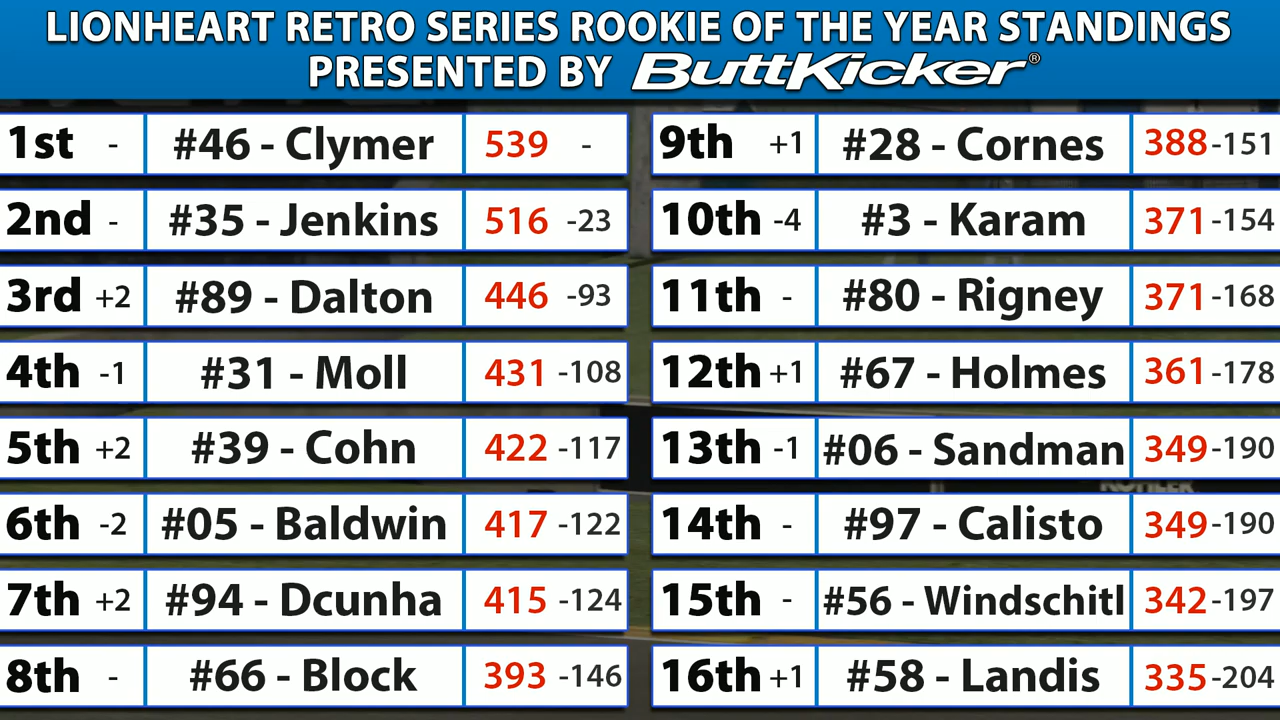 LIONHEART RETRO SERIES ROOKIE OF THE YEAR STANDINGS
PRESENTED BY ButtKicker®
1st - #46 - Clymer 539 -
2nd - #35 - Jenkins 516 -23
3rd +2 #89 - Dalton 446 -93
4th -1 #31 - Moll 431 -108
5th +2 #39 - Cohn 422 -117
6th -2 #05 - Baldwin 417 -122
7th +2 #94 - Dcunha 415 -124
8th - #66 - Block 393 -146
9th +1 #28 - Cornes 388 -151
10th -4 #3 - Karam 371 -154
11th - #80 - Rigney 371 -168
12th +1 #67 - Holmes 361 -178
13th -1 #06 - Sandman 349 -190
KOHLER
14th - #97 - Calisto 349 -190
15th - #56 - Windschitl 342 -197
16th +1 #58 - Landis 335 -204